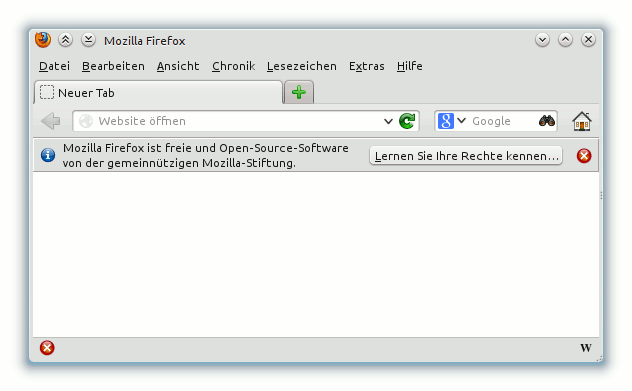 Mozilla Firefox
Datei Bearbeiten Ansicht Chronik Lesezeichen Extras Hilfe
Neuer Tab
Website öffnen
8 Google
Mozilla Firefox ist freie und Open-Source-Software
von der gemeinnützigen Mozilla-Stiftung.
Lernen Sie Ihre Rechte kennen...
W